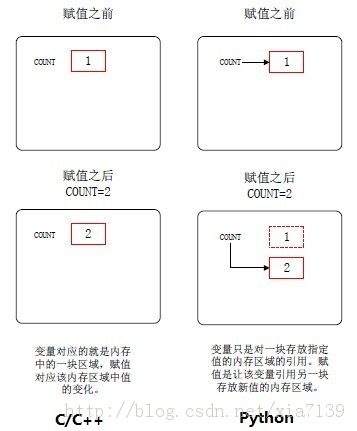 赋值之前
COUNT
1
赋值之前
COUNT
1
赋值之后
COUNT=2
COUNT
2
赋值之后
COUNT=2
1
COUNT
2
变量对应的就是内存
中的一块区域，赋值
对应该内存区域中值
的变化。
变量只是对一块存放指定
值的内存区域的引用。赋
值是让该变量引用另一块
存放新值的内存区域。
http://blog.csdn.net/xia7139
C/C++
Python